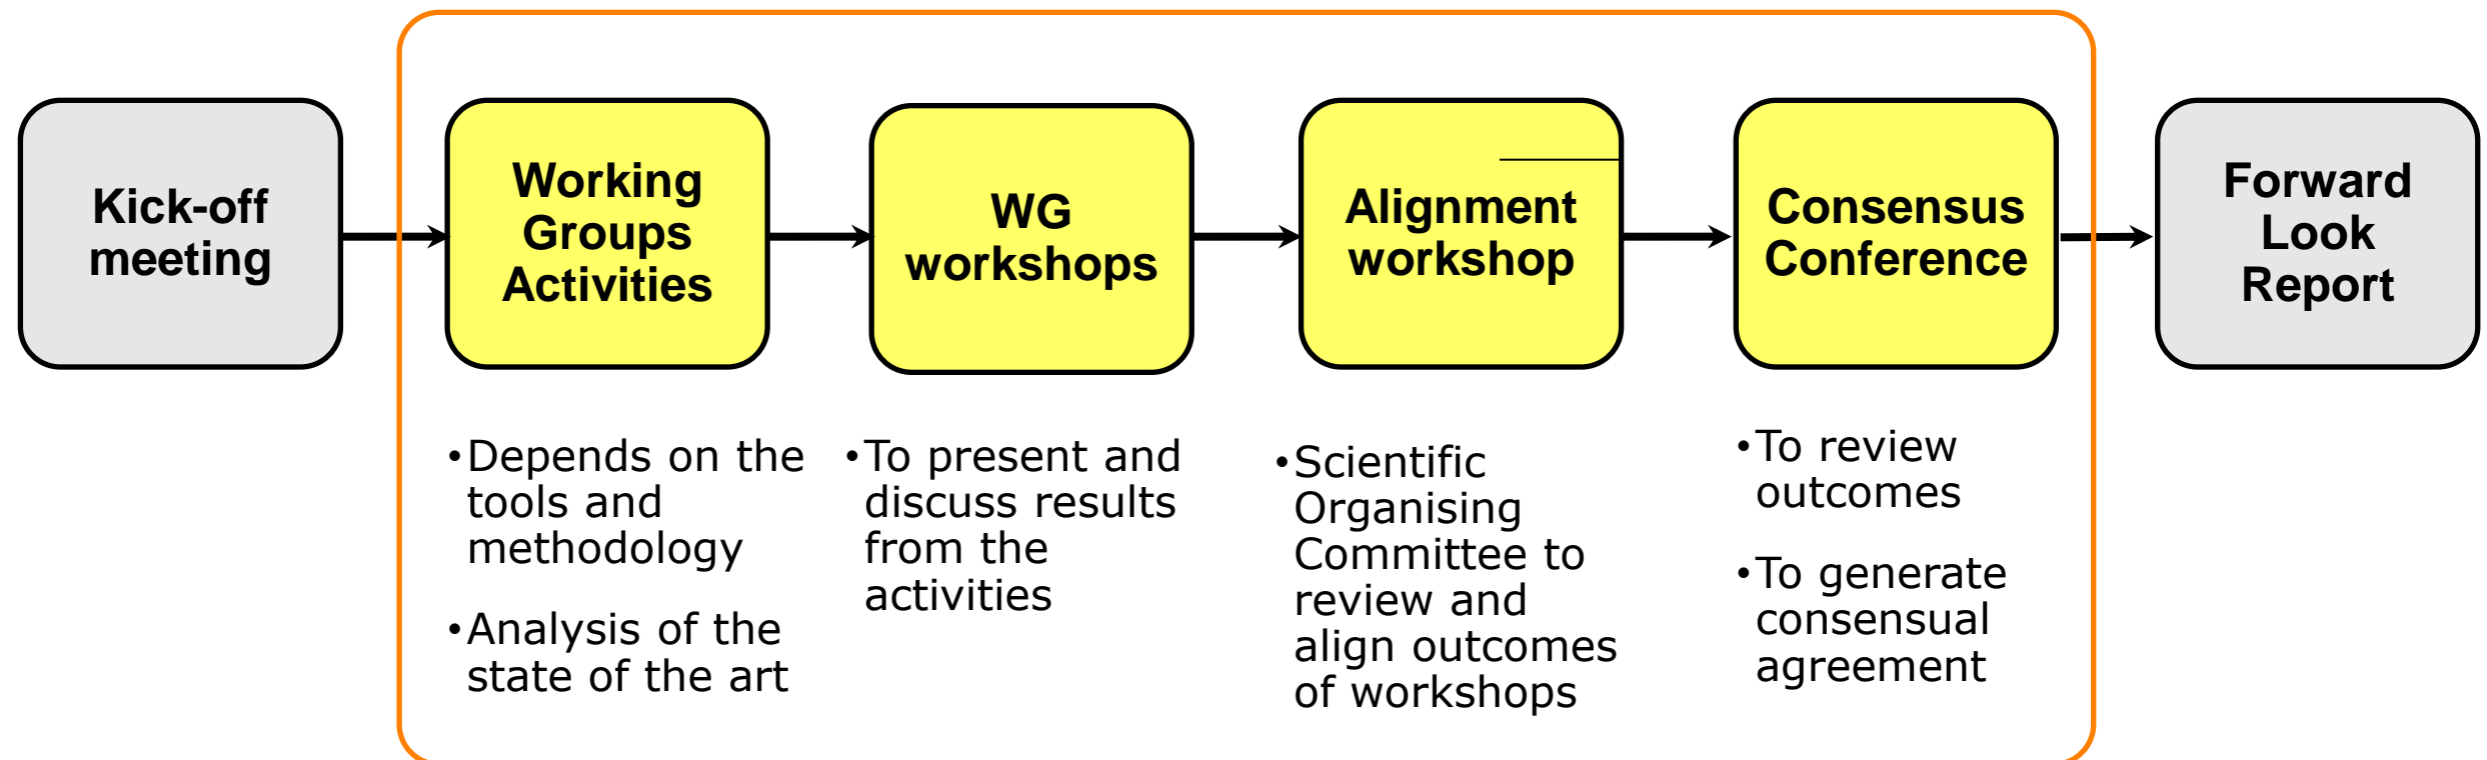 Kick-off
meeting
Working
Groups
Activities
WG
workshops
Alignment
workshop
Consensus
Conference
Forward
Look
Report
•Depends on the
tools and
methodology
•Analysis of the
state of the art
•To present and
discuss results
from the
activities
•Scientific
Organising
Committee to
review and
align outcomes
of workshops
•To review
outcomes
•To generate
consensual
agreement